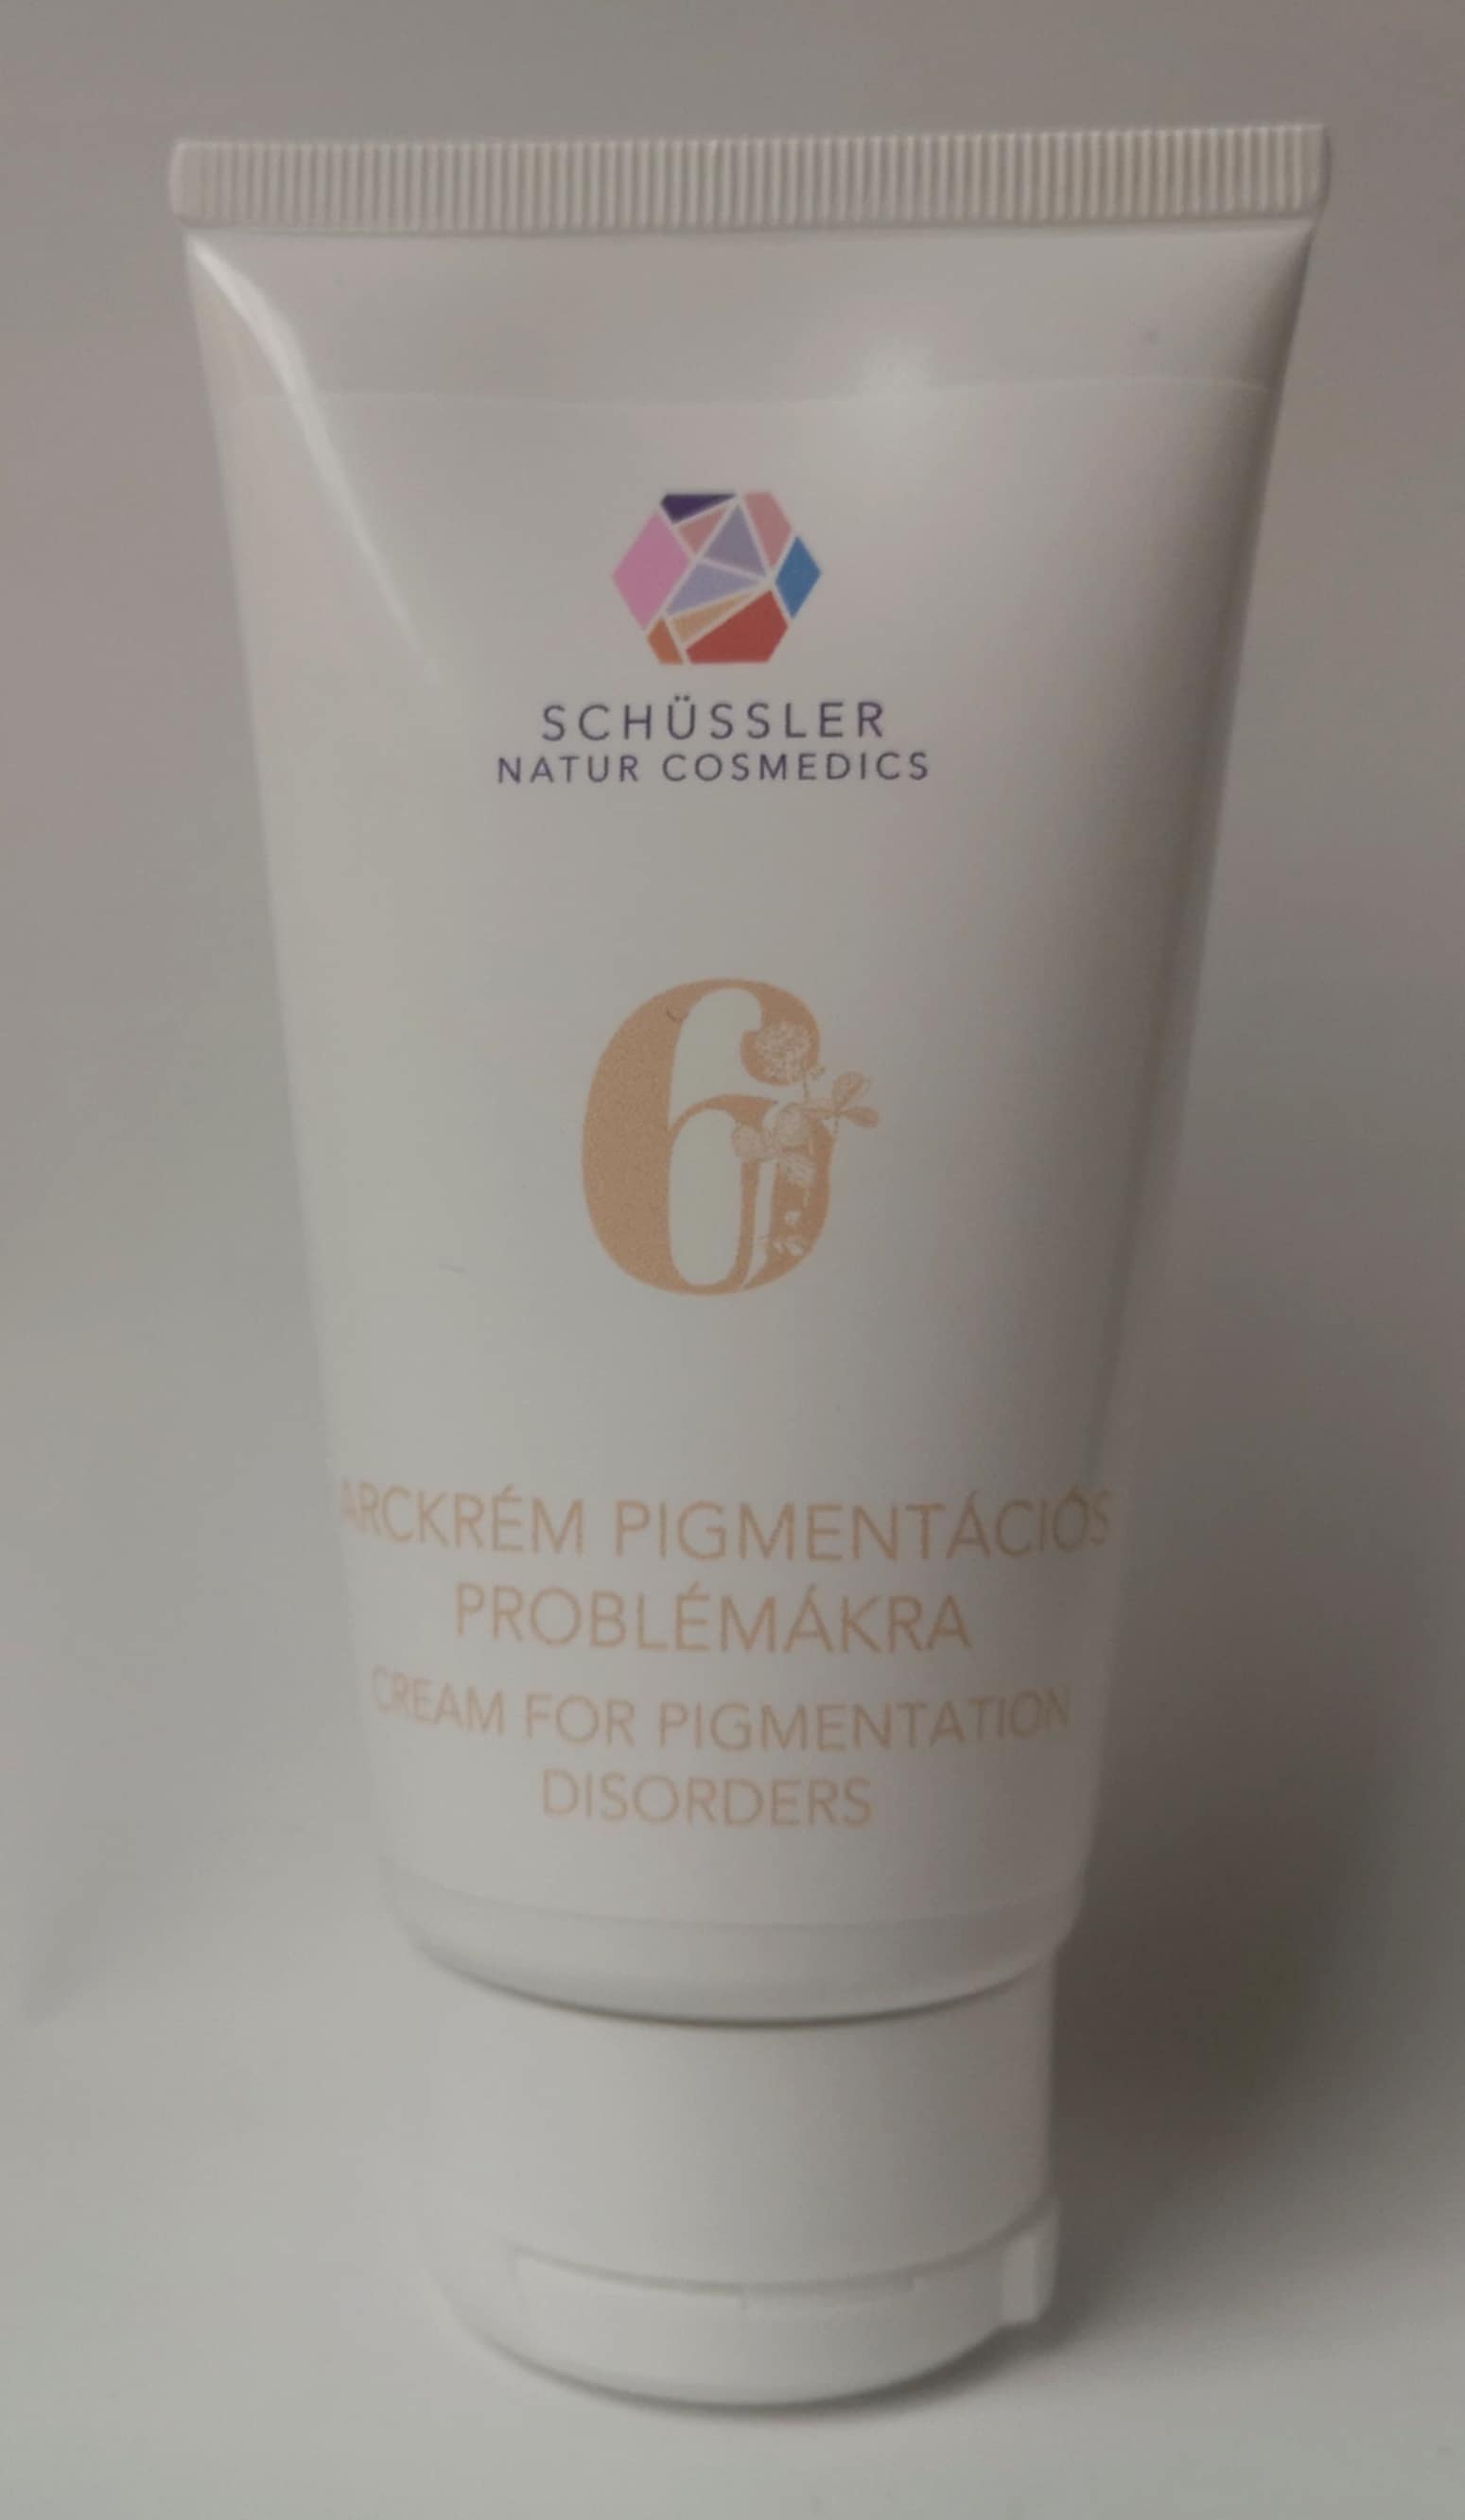 SCHÜSSLER
NATUR COSMEDICS
6
ARCKRÉM PIGMENTÁCIÓS
PROBLÉMÁKRA
CREAM FOR PIGMENTATION
DISORDERS